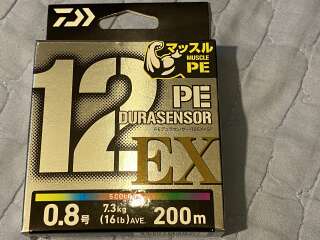 DAIWA
マッスル
MUSCLE
PE
12
PE
DURASENSOR
EX
0.8号
7.3kg
(16lb)AVE.
200m